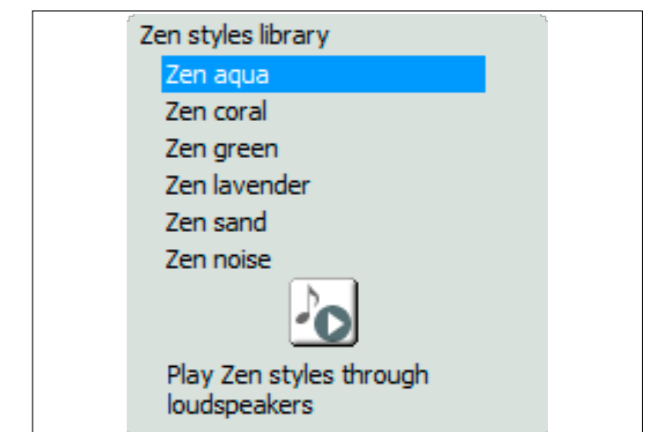 Zen styles library
Zen aqua
Zen coral
Zen green
Zen lavender
Zen sand
Zen noise
Play Zen styles through
loudspeakers